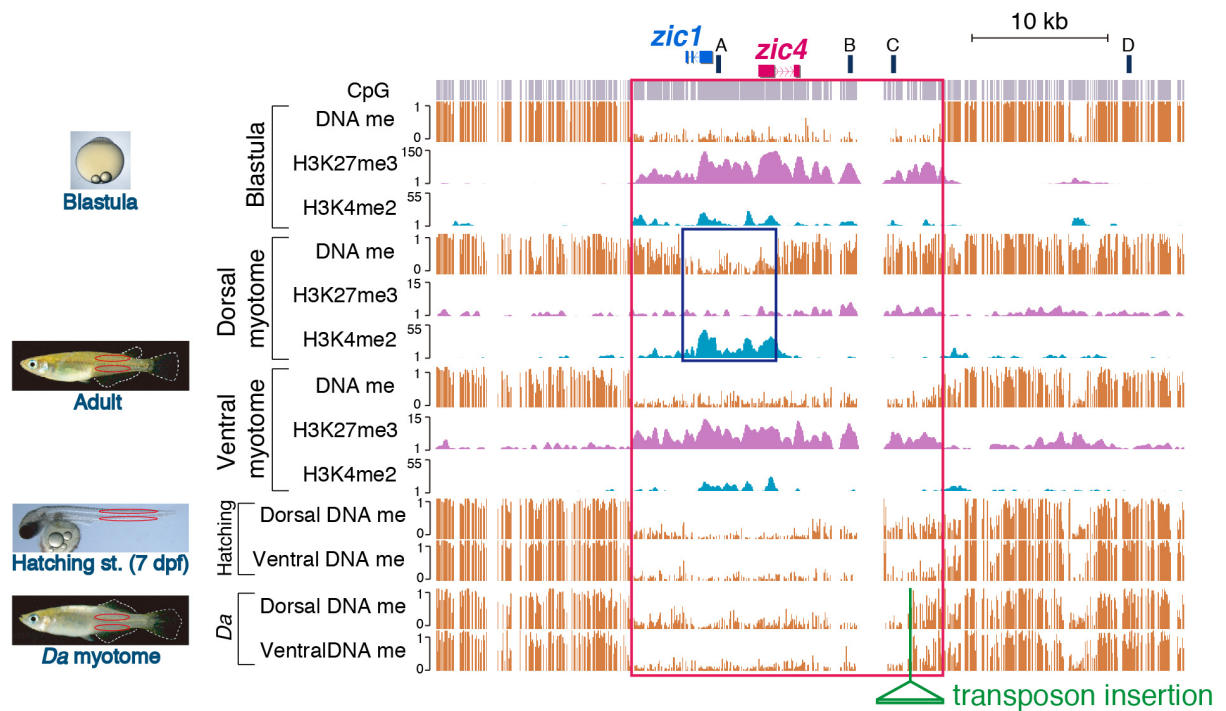 10 kb
zic1
A
zic4
B
C
D
CpG
Blastula
DNA me
1
0
H3K27me3
150
1
H3K4me2
55
1
Blastula
Dorsal
myotome
DNA me
1
0
H3K27me3
15
1
H3K4me2
55
1
Adult
Ventral
myotome
DNA me
1
0
H3K27me3
15
1
H3K4me2
55
1
Hatching
Dorsal DNA me
1
0
Ventral DNA me
1
0
Hatching st. (7 dpf)
Da
Dorsal DNA me
1
0
VentralDNA me
1
0
Da myotome
transposon insertion